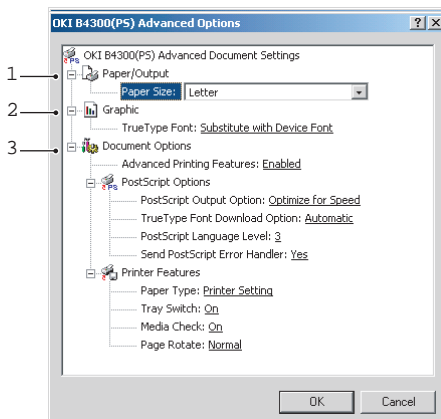 OKI B4300(PS) Advanced Options
OKI B4300(PS) Advanced Document Settings
1 Paper/Output
Paper Size: Letter
2 Graphic
TrueType Font: Substitute with Device Font
3 Document Options
Advanced Printing Features: Enabled
PostScript Options
PostScript Output Option: Optimize for Speed
TrueType Font Download Option: Automatic
PostScript Language Level: 3
Send PostScript Error Handler: Yes
Printer Features
Paper Type: Printer Setting
Tray Switch: On
Media Check: On
Page Rotate: Normal
OK Cancel